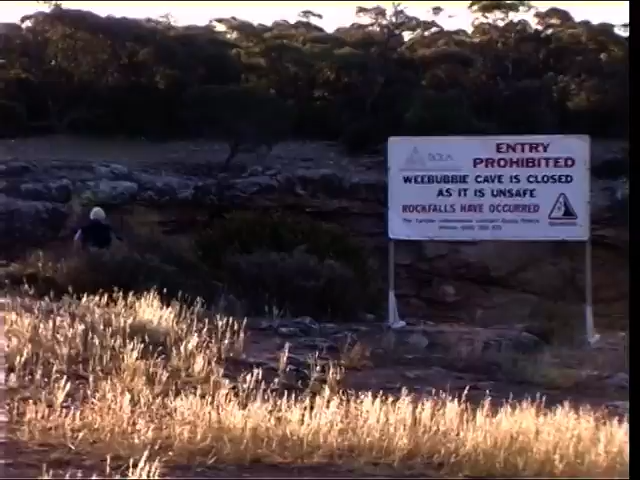 ENTRY
PROHIBITED
WEEBUBBIE CAVE IS CLOSED
AS IT IS UNSAFE
ROCKFALLS HAVE OCCURRED